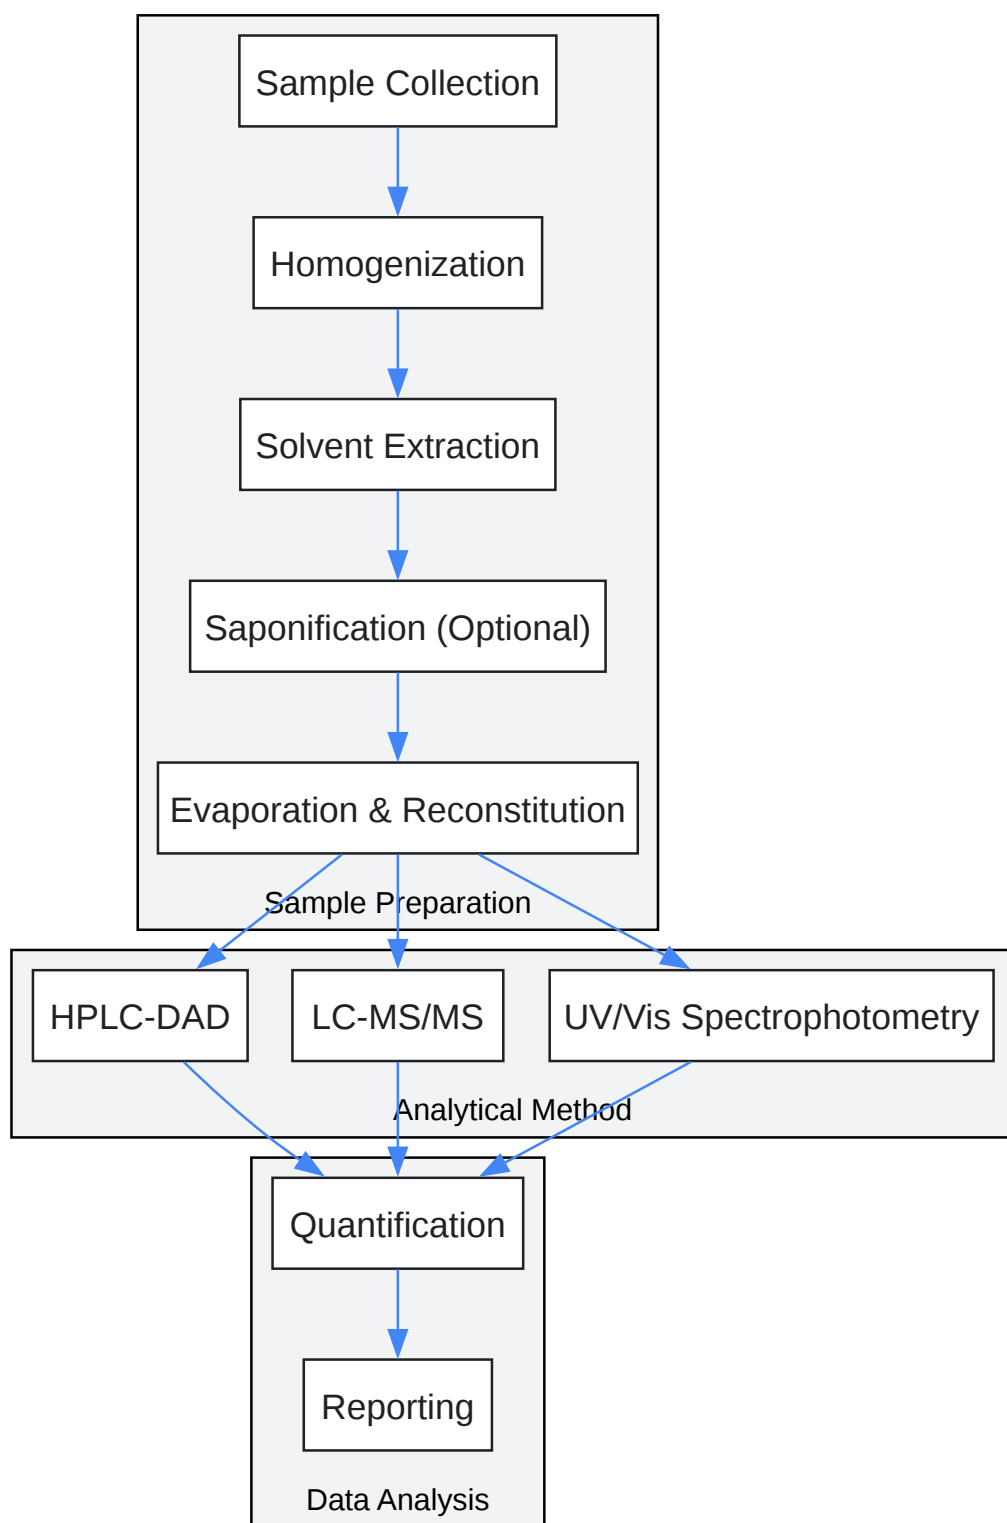 Sample Collection
Homogenization
Solvent Extraction
Saponification (Optional)
Evaporation & Reconstitution
Sample Preparation
HPLC-DAD
LC-MS/MS
UV/Vis Spectrophotometry
Analytical Method
Quantification
Reporting
Data Analysis